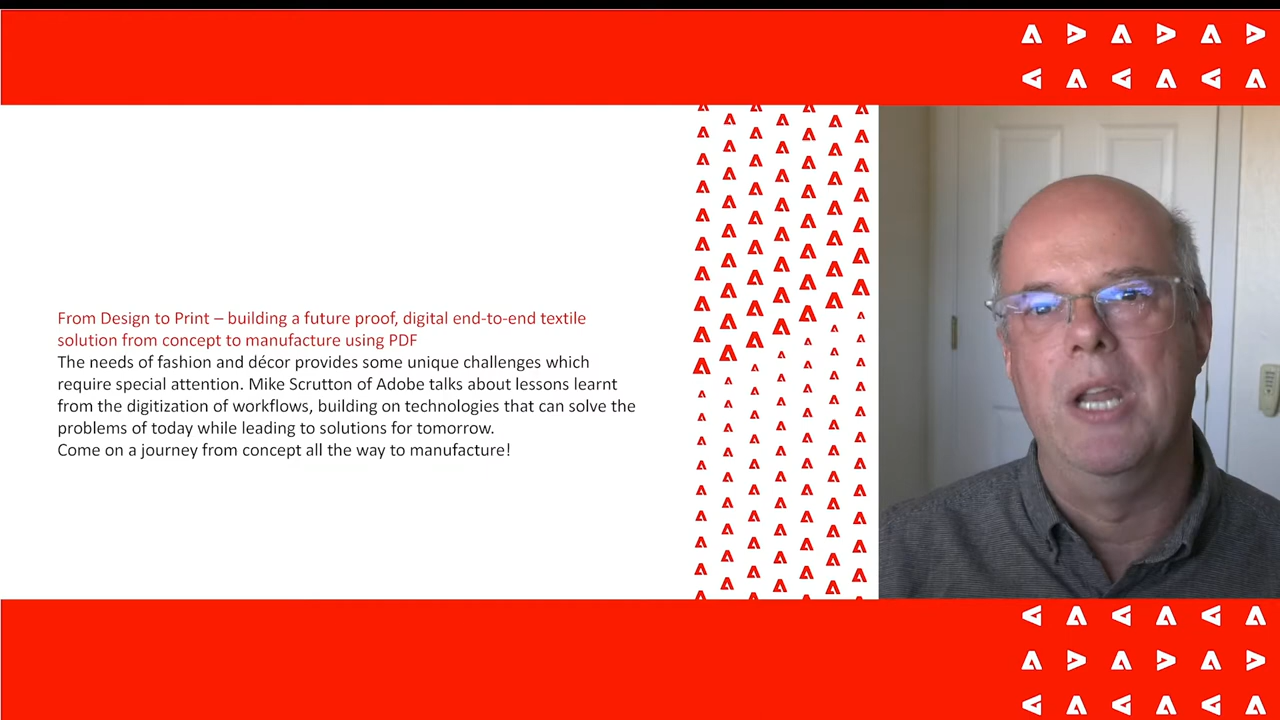 From Design to Print – building a future proof, digital end-to-end textile
solution from concept to manufacture using PDF
The needs of fashion and décor provides some unique challenges which
require special attention. Mike Scrutton of Adobe talks about lessons learnt
from the digitization of workflows, building on technologies that can solve the
problems of today while leading to solutions for tomorrow.
Come on a journey from concept all the way to manufacture!